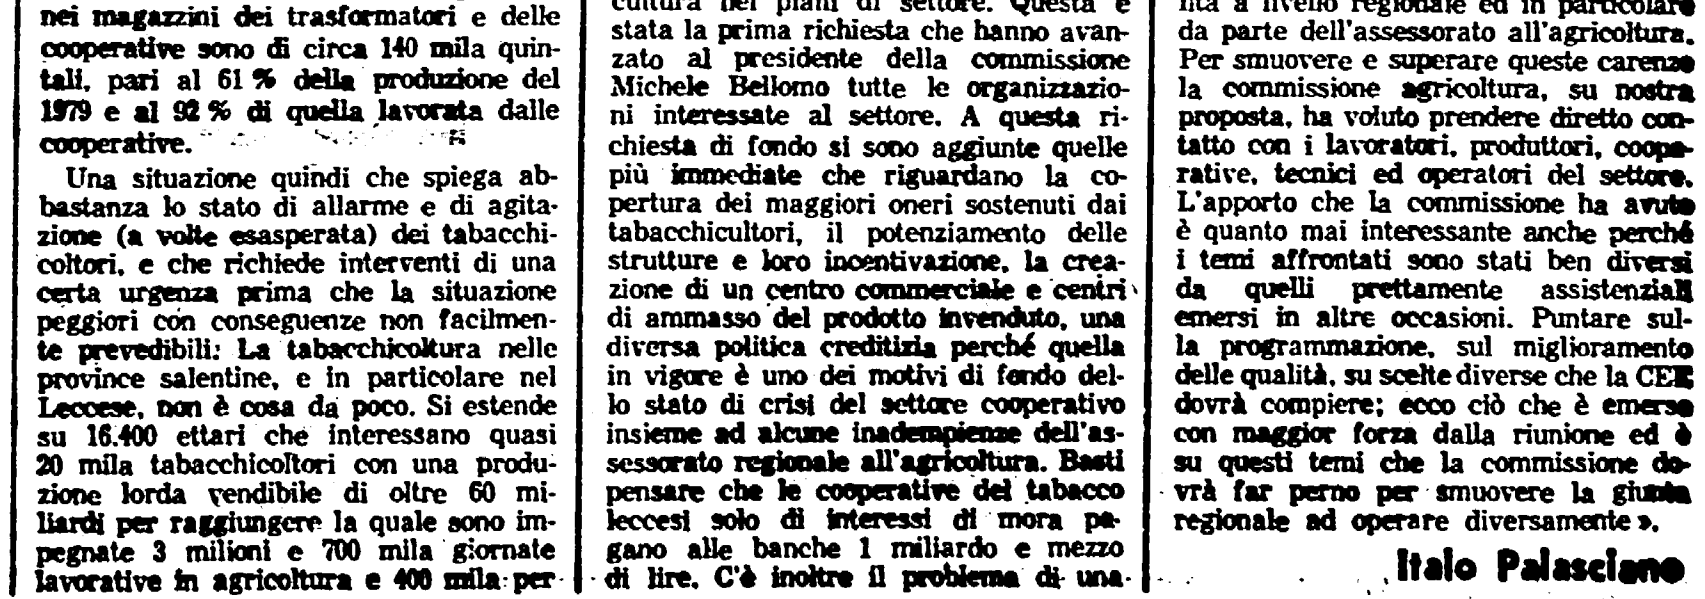 nei magazzini dei trasformatori e delle
cooperative sono di circa 140 mila quin-
tali, pari al 61 % della produzione del
1979 e al 92 % di quella lavorata dalle
cooperative.
Una situazione quindi che spiega ab-
bastanza lo stato di allarme e di agita-
zione (a volte esasperata) dei tabacchi-
coltori, e che richiede interventi di una
certa urgenza prima che la situazione
peggiori con conseguenze non facilmen-
te prevedibili: La tabacchicoltura nelle
province salentine, e in particolare nel
Leccese, non è cosa da poco. Si estende
su 16.400 ettari che interessano quasi
20 mila tabacchicoltori con una produ-
zione lorda vendibile di oltre 60 mi-
liardi per raggiungere la quale sono im-
pegnate 3 milioni e 700 mila giornate
lavorative in agricoltura e 400 mila per
cultura nei piani di settore. Questa è
stata la prima richiesta che hanno avan-
zato al presidente della commissione
Michele Bellomo tutte le organizzazio-
ni interessate al settore. A questa ri-
chiesta di fondo si sono aggiunte quelle
più immediate che riguardano la co-
pertura dei maggiori oneri sostenuti dai
tabacchicultori, il potenziamento delle
strutture e loro incentivazione, la crea-
zione di un centro commerciale e centri
di ammasso del prodotto invenduto, una
diversa politica creditizia perché quella
in vigore è uno dei motivi di fondo del-
lo stato di crisi del settore cooperativo
insieme ad alcune inadempienze dell'as-
sessorato regionale all'agricoltura. Basti
pensare che le cooperative del tabacco
leccesi solo di interessi di mora pa-
gano alle banche 1 miliardo e mezzo
di lire. C'è inoltre il problema di una
lità a livello regionale ed in particolare
da parte dell'assessorato all'agricoltura.
Per smuovere e superare queste carenze
la commissione agricoltura, su nostra
proposta, ha voluto prendere diretto con-
tatto con i lavoratori, produttori, coope-
rative, tecnici ed operatori del settore.
L'apporto che la commissione ha avuto
è quanto mai interessante anche perché
i temi affrontati sono stati ben diversi
da quelli prettamente assistenziali
emersi in altre occasioni. Puntare sul-
la programmazione, sul miglioramento
delle qualità, su scelte diverse che la CEE
dovrà compiere; ecco ciò che è emerso
con maggior forza dalla riunione ed è
su questi temi che la commissione do-
vrà far perno per smuovere la giunta
regionale ad operare diversamente ».
Italo Palasciano